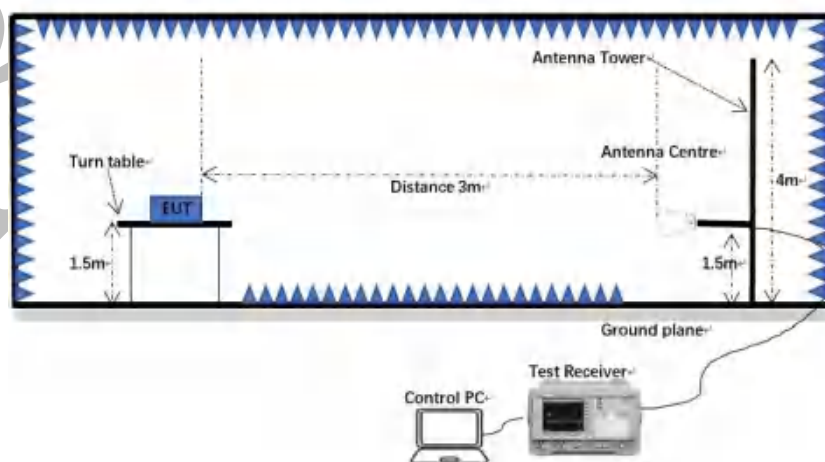 Antenna Tower
Turn table
Antenna Centre
EUT
Distance 3m
4m
1.5m
1.5m
Ground plane
Test Receiver
Control PC